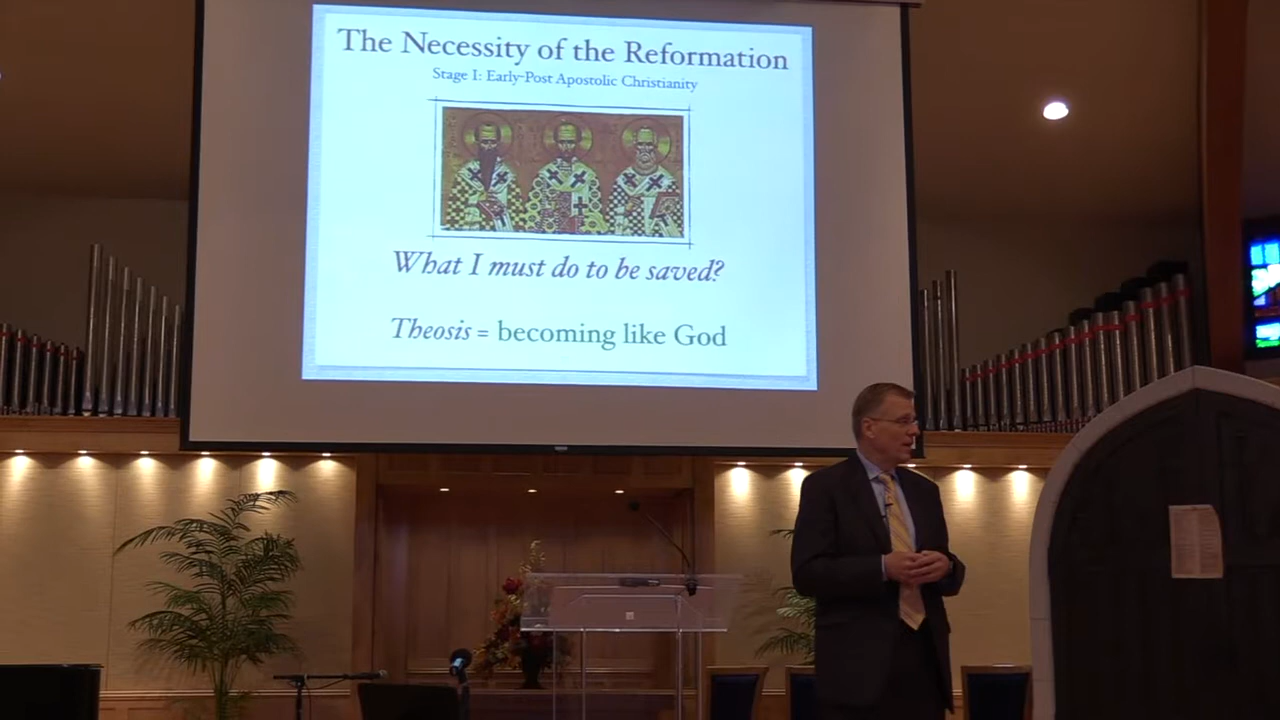 The Necessity of the Reformation
Stage I: Early-Post Apostolic Christianity
What I must do to be saved?
Theosis = becoming like God